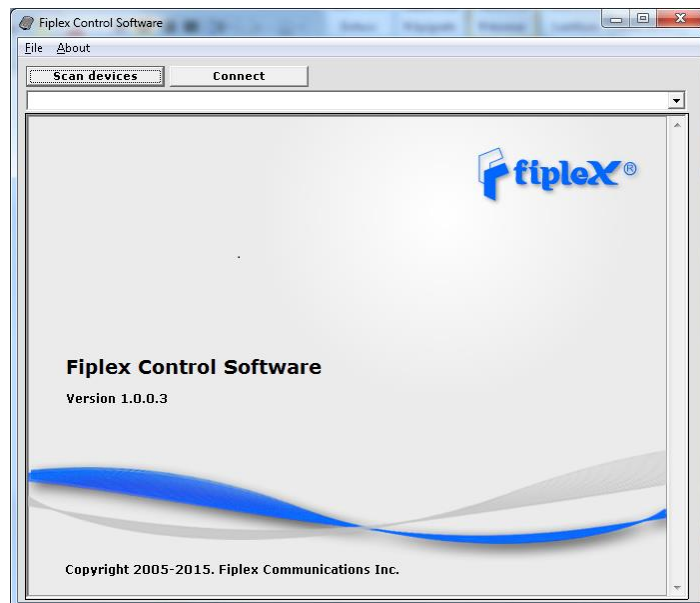 Fiplex Control Software
File About
Scan devices Connect
fipleX®
Fiplex Control Software
Version 1.0.0.3
Copyright 2005-2015. Fiplex Communications Inc.